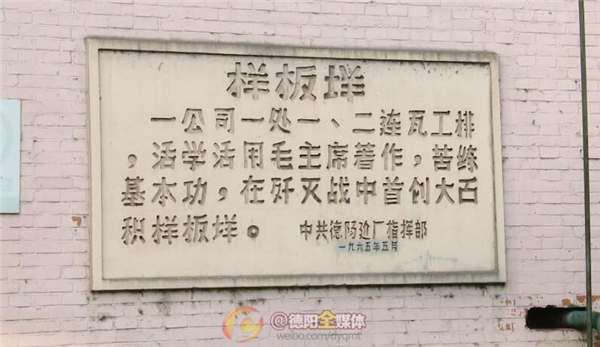 样板垟
一公司一处一、二连瓦工排
，活学活用毛主席著作，苦练
基本功，在歼灭战中首创大面
积样板垟。 中共德阳建厂指挥部
一九六五年五月
@德阳全媒体
weibo.com/dyqmt